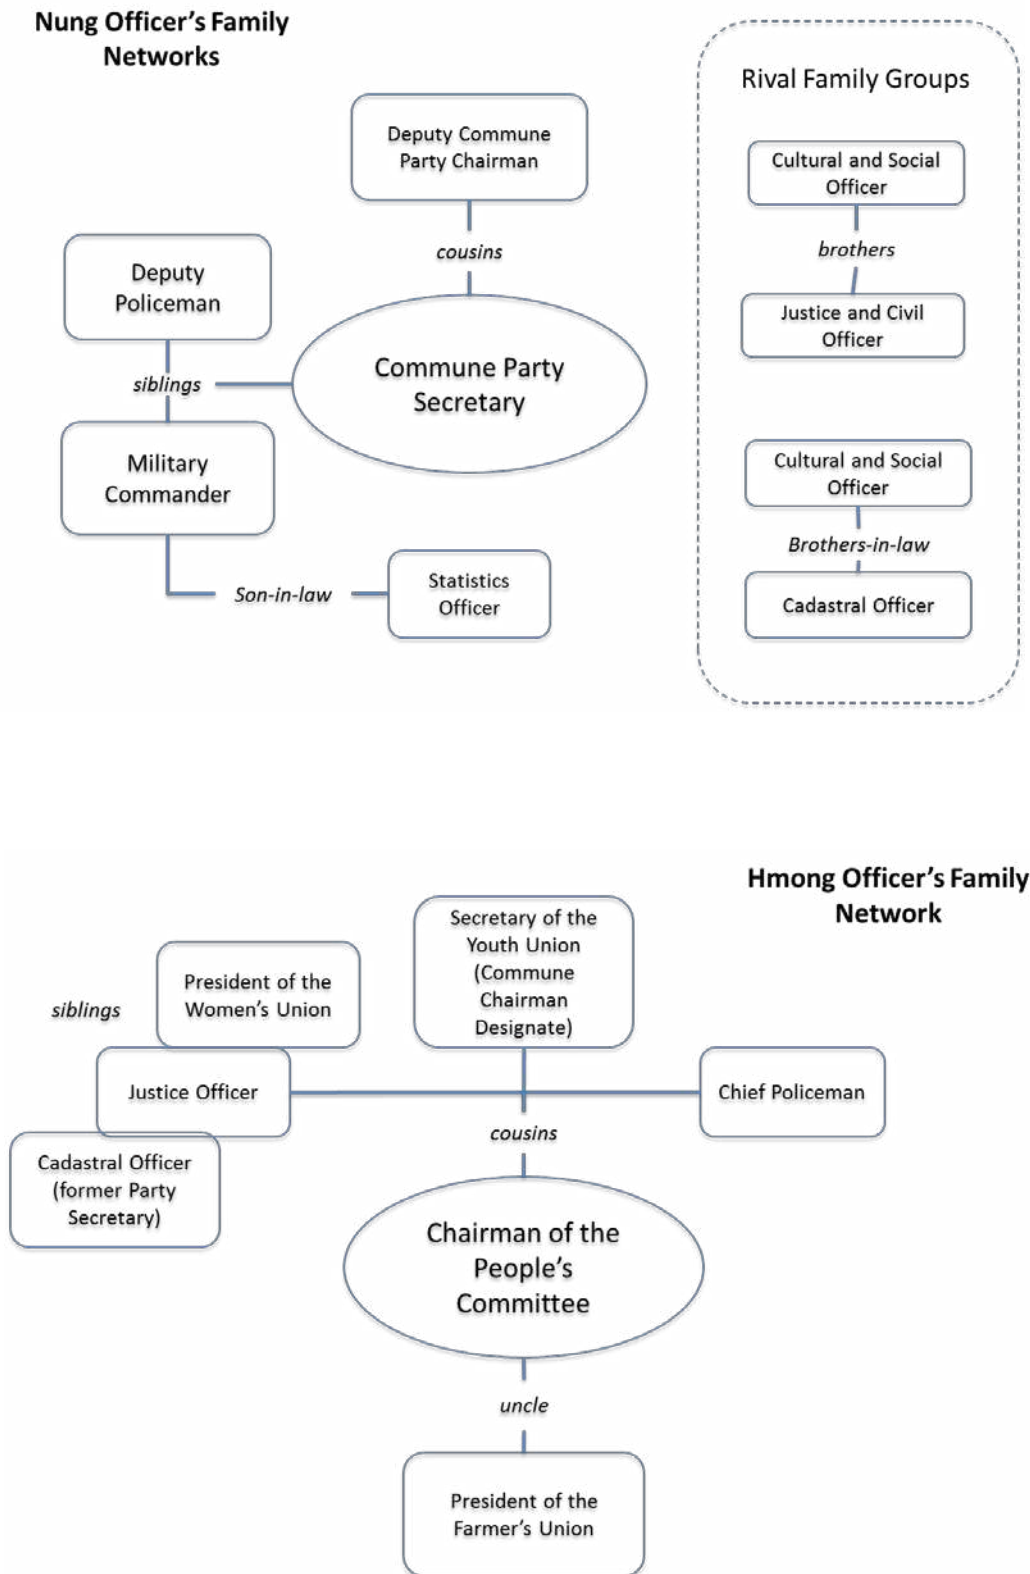 Nung Officer's Family
Networks
Rival Family Groups
Deputy Commune
Party Chairman
cousins
Deputy
Policeman
siblings
Commune Party
Secretary
Military
Commander
Son-in-law
Statistics
Officer
Cultural and Social
Officer
brothers
Justice and Civil
Officer
Cultural and Social
Officer
Brothers-in-law
Cadastral Officer
Hmong Officer's Family
Network
Secretary of the
Youth Union
(Commune
Chairman
Designate)
President of the
Women's Union
siblings
Justice Officer
Chief Policeman
Cadastral Officer
(former Party
Secretary)
cousins
Chairman of the
People's
Committee
uncle
President of the
Farmer's Union